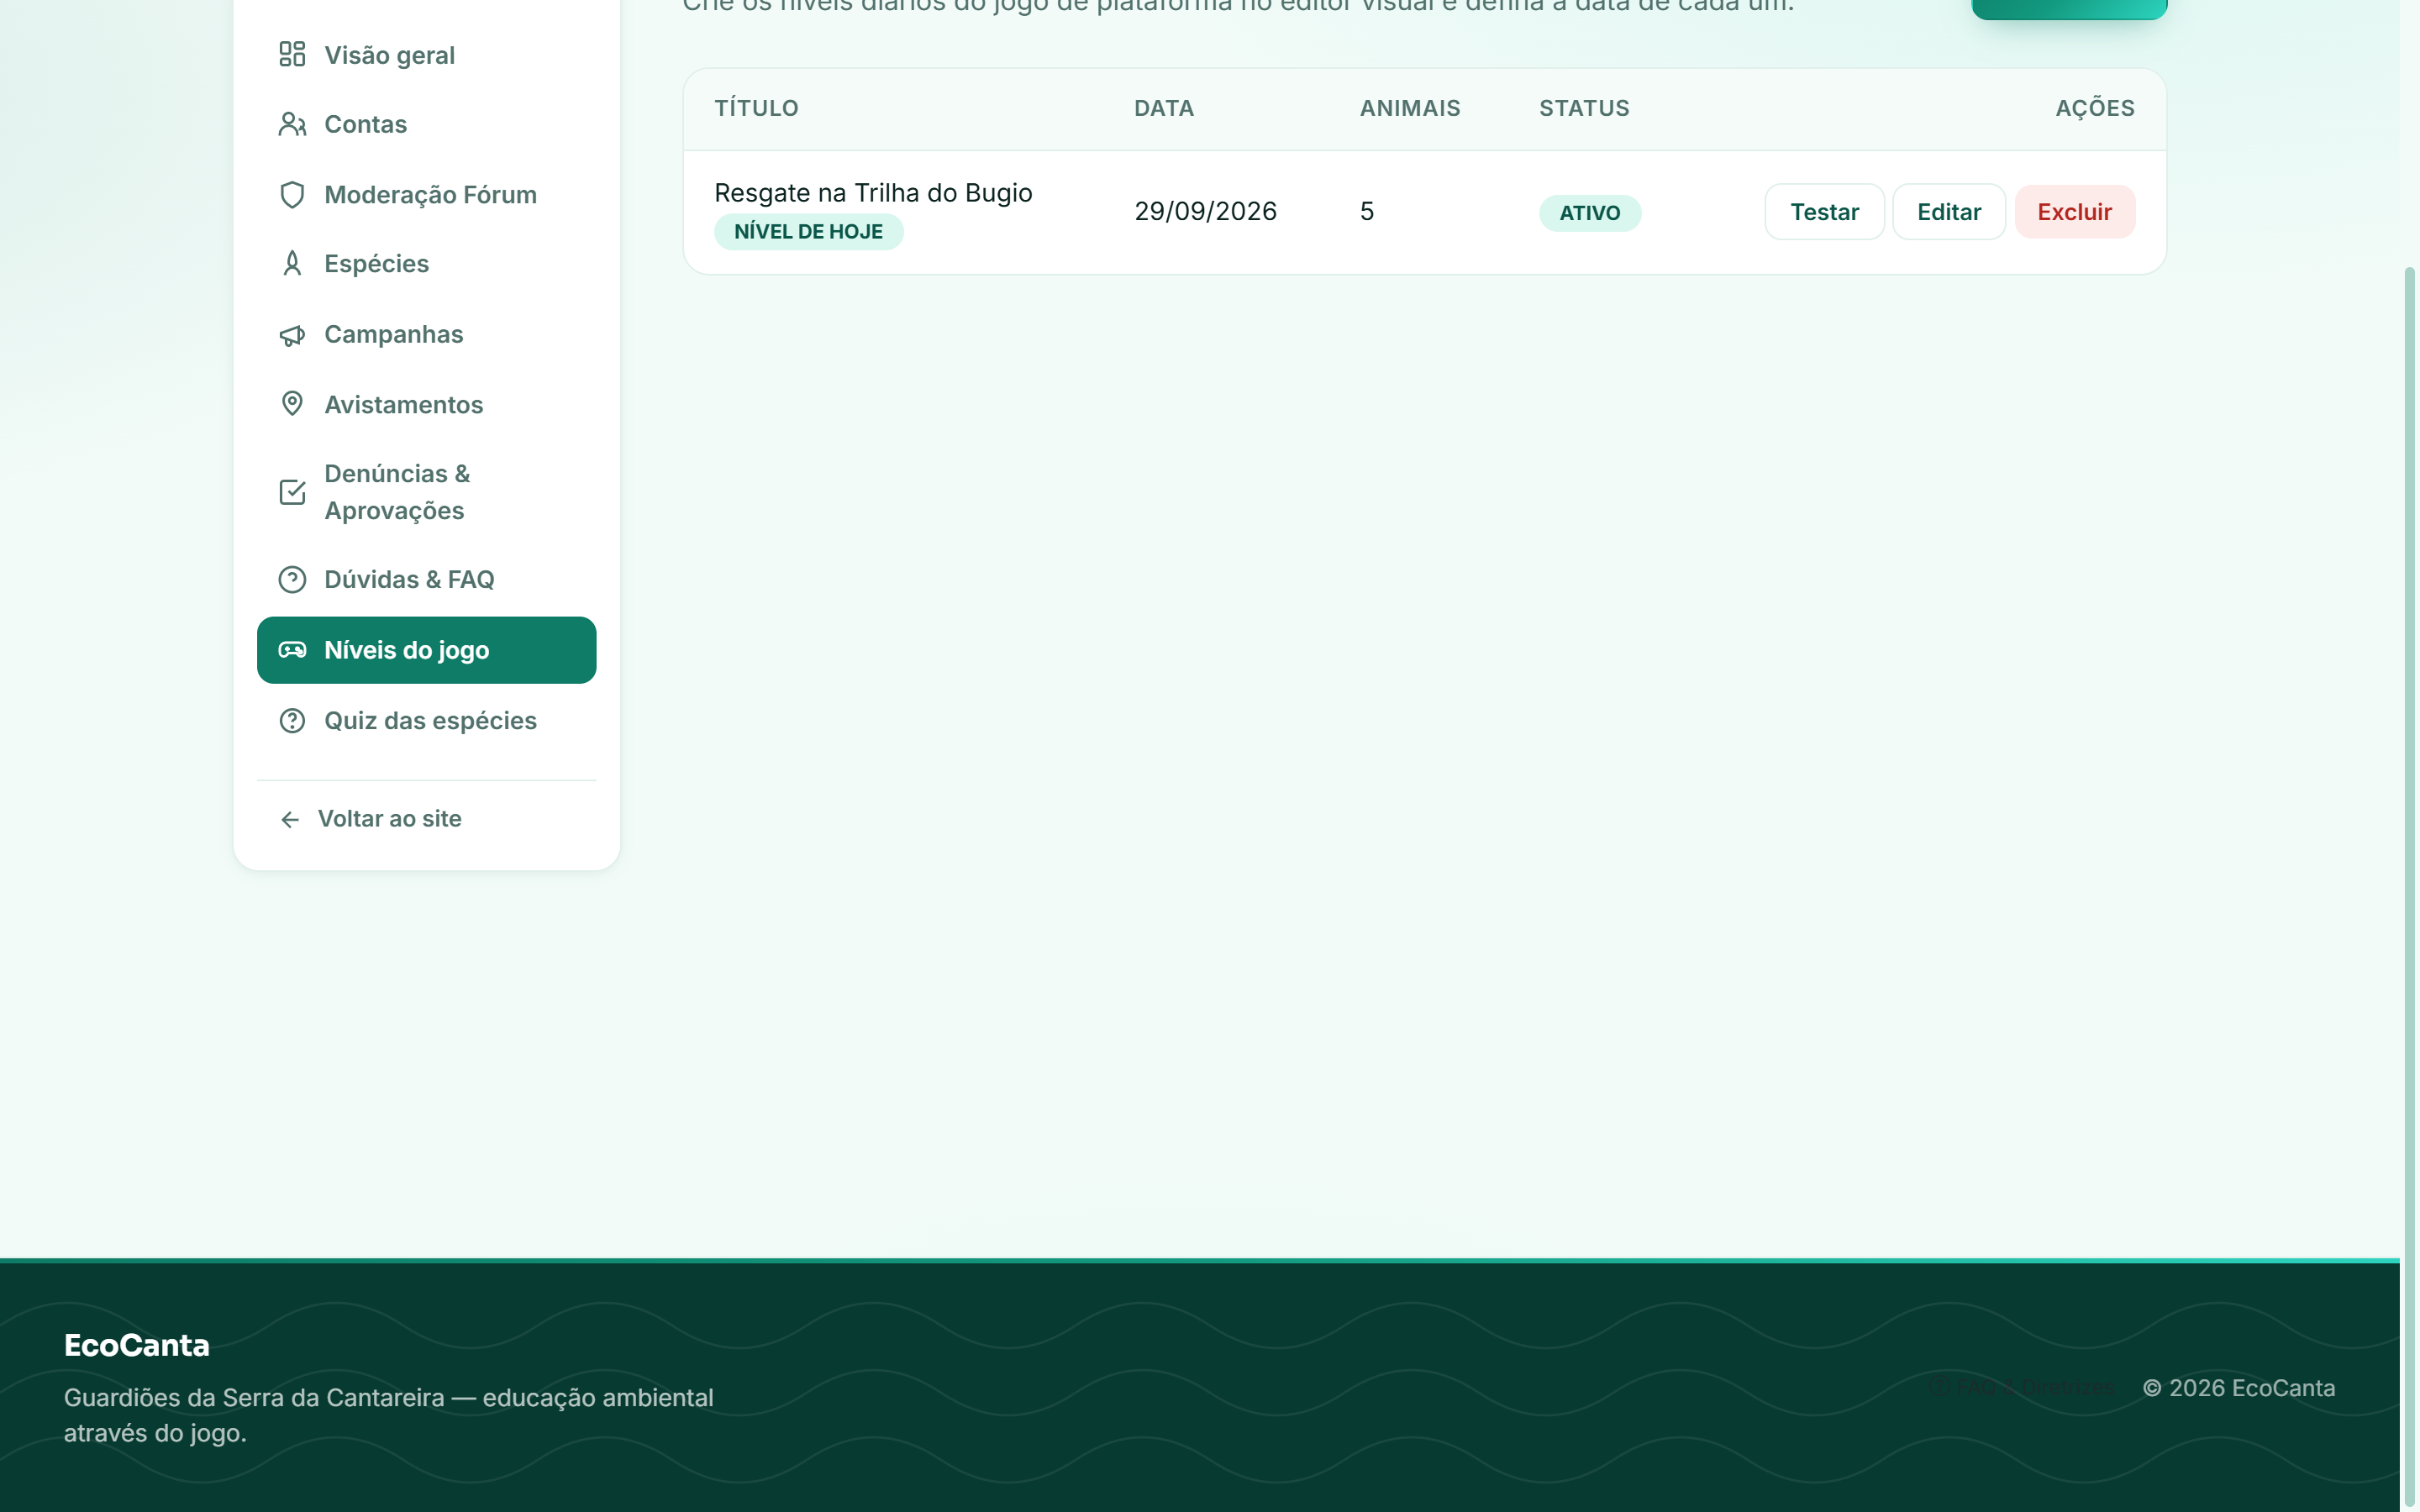 Crie os níveis diários do jogo de plataforma no editor visual e defina a data de cada um.
Visão geral
Contas
Moderação Fórum
Espécies
Campanhas
Avistamentos
Denúncias &
Aprovações
Dúvidas & FAQ
Níveis do jogo
Quiz das espécies
Voltar ao site
TÍTULO DATA ANIMAIS STATUS AÇÕES
Resgate na Trilha do Bugio
NÍVEL DE HOJE
29/09/2026 5 ATIVO Testar Editar Excluir
EcoCanta
Guardiões da Serra da Cantareira — educação ambiental
através do jogo.
FAQ & Diretrizes © 2026 EcoCanta